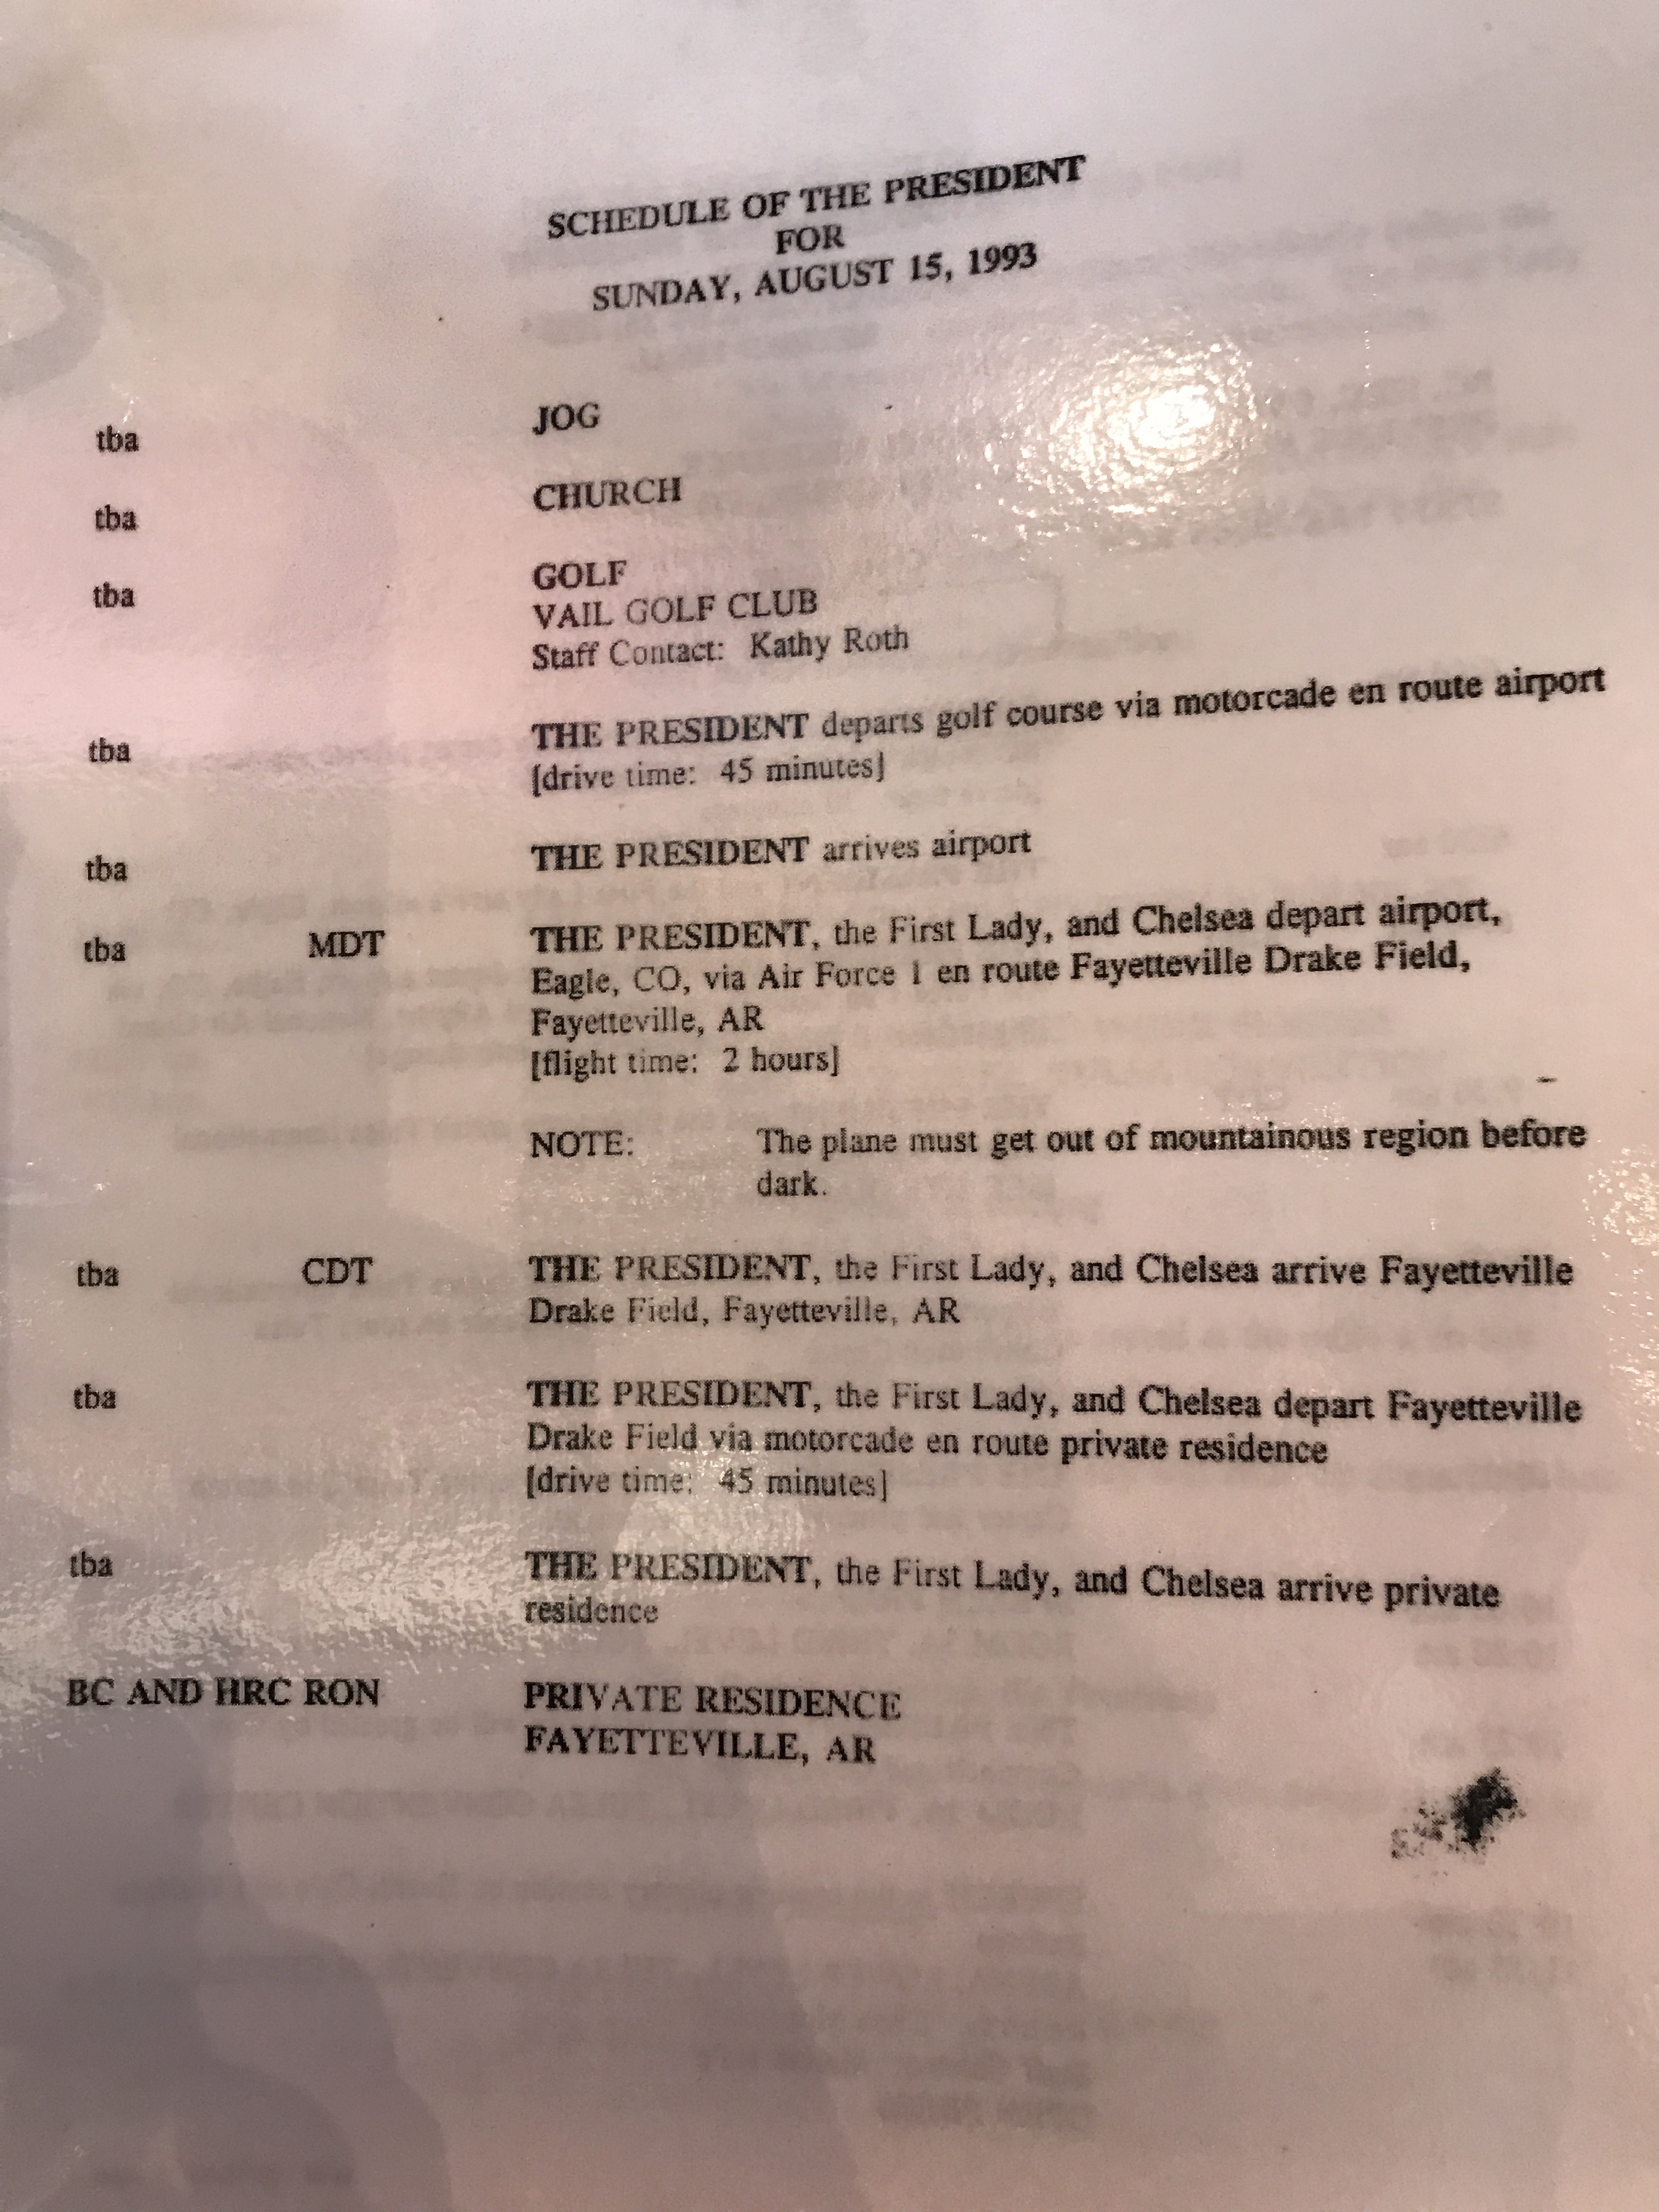 SCHEDULE OF THE PRESIDENT
FOR
SUNDAY, AUGUST 15, 1993
tba JOG
tba CHURCH
tba GOLF
VAIL GOLF CLUB
Staff Contact: Kathy Roth
tba THE PRESIDENT departs golf course via motorcade en route airport
[drive time: 45 minutes]
tba THE PRESIDENT arrives airport
tba MDT THE PRESIDENT, the First Lady, and Chelsea depart airport,
Eagle, CO, via Air Force 1 en route Fayetteville Drake Field,
Fayetteville, AR
[flight time: 2 hours]
NOTE: The plane must get out of mountainous region before
dark.
tba CDT THE PRESIDENT, the First Lady, and Chelsea arrive Fayetteville
Drake Field, Fayetteville, AR
tba THE PRESIDENT, the First Lady, and Chelsea depart Fayetteville
Drake Field via motorcade en route private residence
[drive time: 45 minutes]
tba THE PRESIDENT, the First Lady, and Chelsea arrive private
residence
BC AND HRC RON PRIVATE RESIDENCE
FAYETTEVILLE, AR